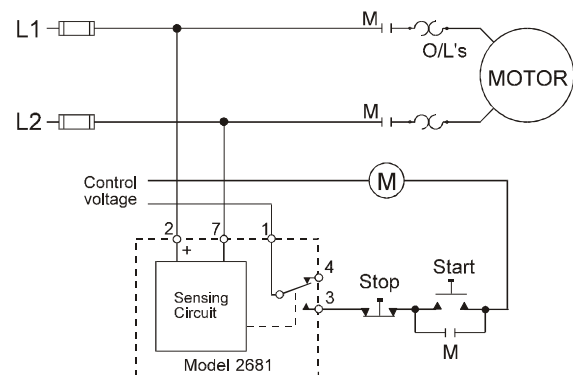 L1
M
O/L's
MOTOR
L2
M
Control
voltage
M
2
7
1
+
4
3
Stop
Start
Sensing
Circuit
M
Model 2681